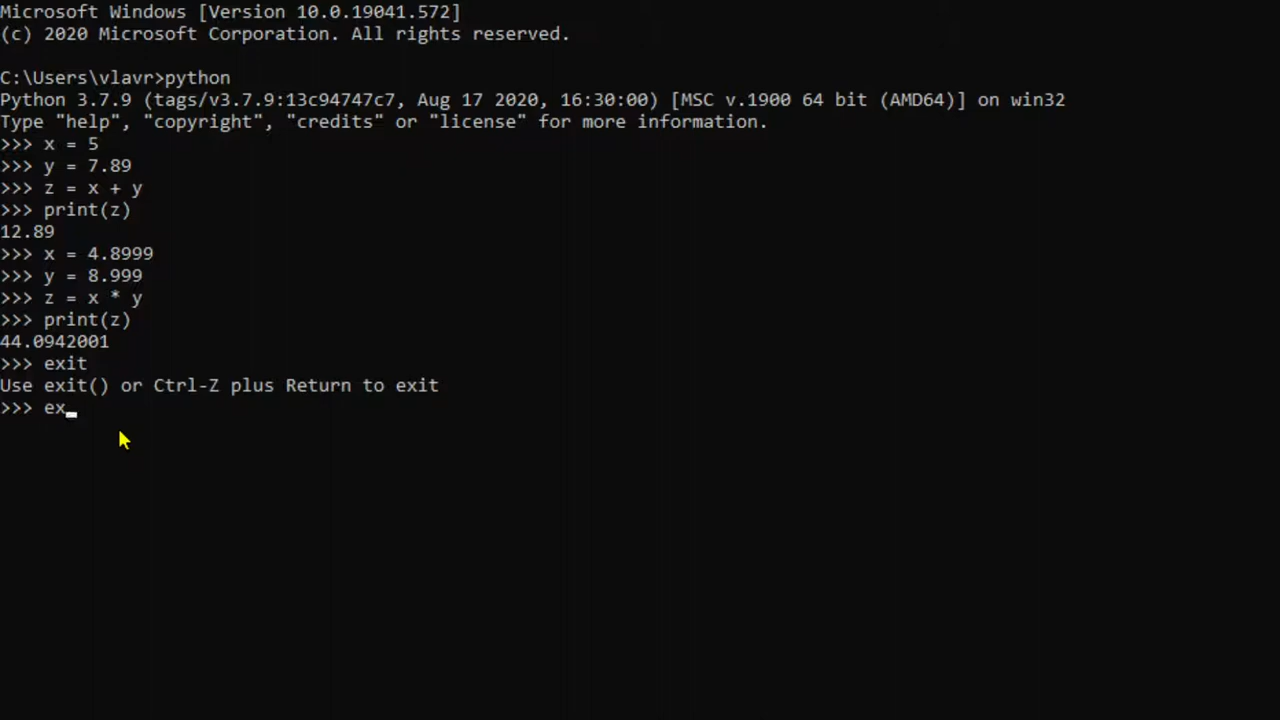 Microsoft Windows [Version 10.0.19041.572]
(c) 2020 Microsoft Corporation. All rights reserved.
C:\Users\vlavr>python
Python 3.7.9 (tags/v3.7.9:13c94747c7, Aug 17 2020, 16:30:00) [MSC v.1900 64 bit (AMD64)] on win32
Type "help", "copyright", "credits" or "license" for more information.
>>> x = 5
>>> y = 7.89
>>> z = x + y
>>> print(z)
12.89
>>> x = 4.8999
>>> y = 8.999
>>> z = x * y
>>> print(z)
44.0942001
>>> exit
Use exit() or Ctrl-Z plus Return to exit
>>> ex